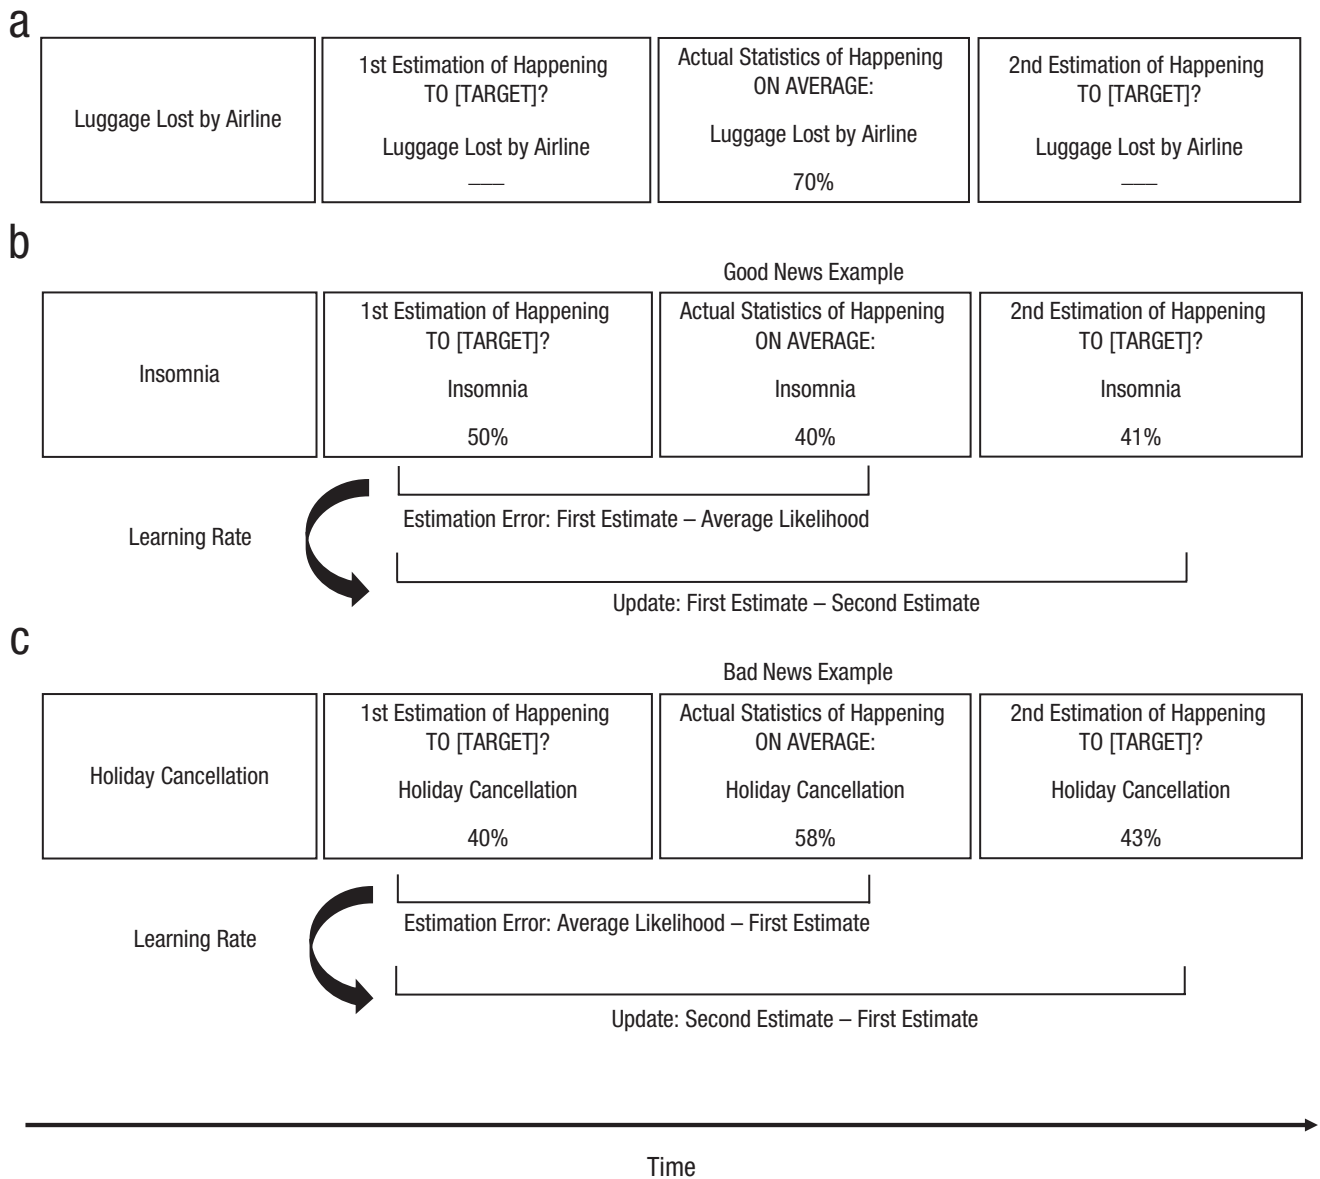 a
Luggage Lost by Airline
1st Estimation of Happening
TO [TARGET]?
Luggage Lost by Airline
___
Actual Statistics of Happening
ON AVERAGE:
Luggage Lost by Airline
70%
2nd Estimation of Happening
TO [TARGET]?
Luggage Lost by Airline
___
b
Good News Example
Insomnia
1st Estimation of Happening
TO [TARGET]?
Insomnia
50%
Actual Statistics of Happening
ON AVERAGE:
Insomnia
40%
2nd Estimation of Happening
TO [TARGET]?
Insomnia
41%
Learning Rate
Estimation Error: First Estimate – Average Likelihood
Update: First Estimate – Second Estimate
c
Bad News Example
Holiday Cancellation
1st Estimation of Happening
TO [TARGET]?
Holiday Cancellation
40%
Actual Statistics of Happening
ON AVERAGE:
Holiday Cancellation
58%
2nd Estimation of Happening
TO [TARGET]?
Holiday Cancellation
43%
Learning Rate
Estimation Error: Average Likelihood – First Estimate
Update: Second Estimate – First Estimate
Time